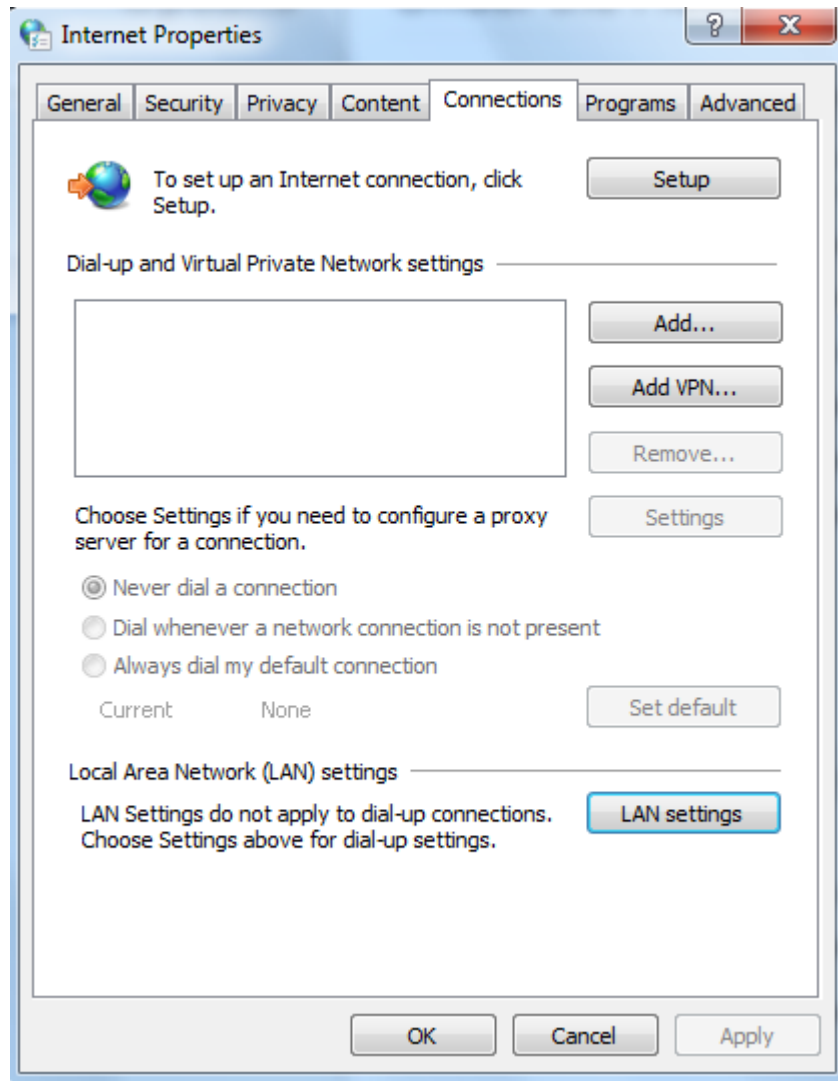 Internet Properties
General Security Privacy Content Connections Programs Advanced
To set up an Internet connection, click
Setup.
Setup
Dial-up and Virtual Private Network settings
Add...
Add VPN...
Remove...
Choose Settings if you need to configure a proxy
server for a connection.
Settings
Never dial a connection
Dial whenever a network connection is not present
Always dial my default connection
Current None
Set default
Local Area Network (LAN) settings
LAN Settings do not apply to dial-up connections.
Choose Settings above for dial-up settings.
LAN settings
OK Cancel Apply